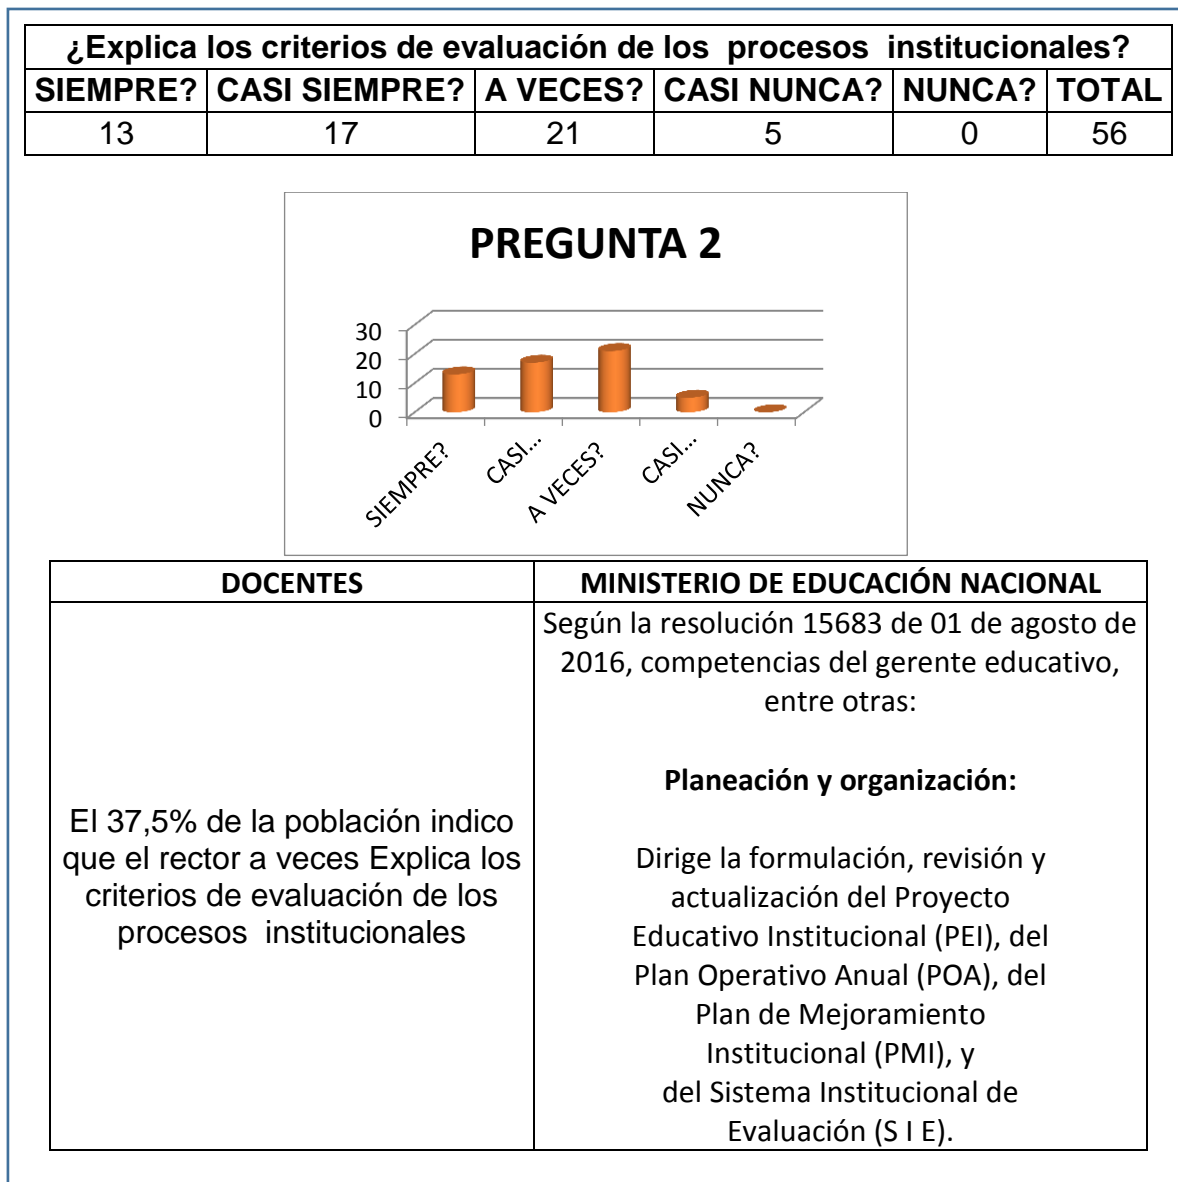 ¿Explica los criterios de evaluación de los procesos institucionales?
SIEMPRE? CASI SIEMPRE? A VECES? CASI NUNCA? NUNCA? TOTAL
13 17 21 5 0 56
PREGUNTA 2
30
20
10
0
SIEMPRE? CASI... A VECES? CASI... NUNCA?
DOCENTES MINISTERIO DE EDUCACIÓN NACIONAL
El 37,5% de la población indico
que el rector a veces Explica los
criterios de evaluación de los
procesos institucionales
Según la resolución 15683 de 01 de agosto de
2016, competencias del gerente educativo,
entre otras:
Planeación y organización:
Dirige la formulación, revisión y
actualización del Proyecto
Educativo Institucional (PEI), del
Plan Operativo Anual (POA), del
Plan de Mejoramiento
Institucional (PMI), y
del Sistema Institucional de
Evaluación (S I E).